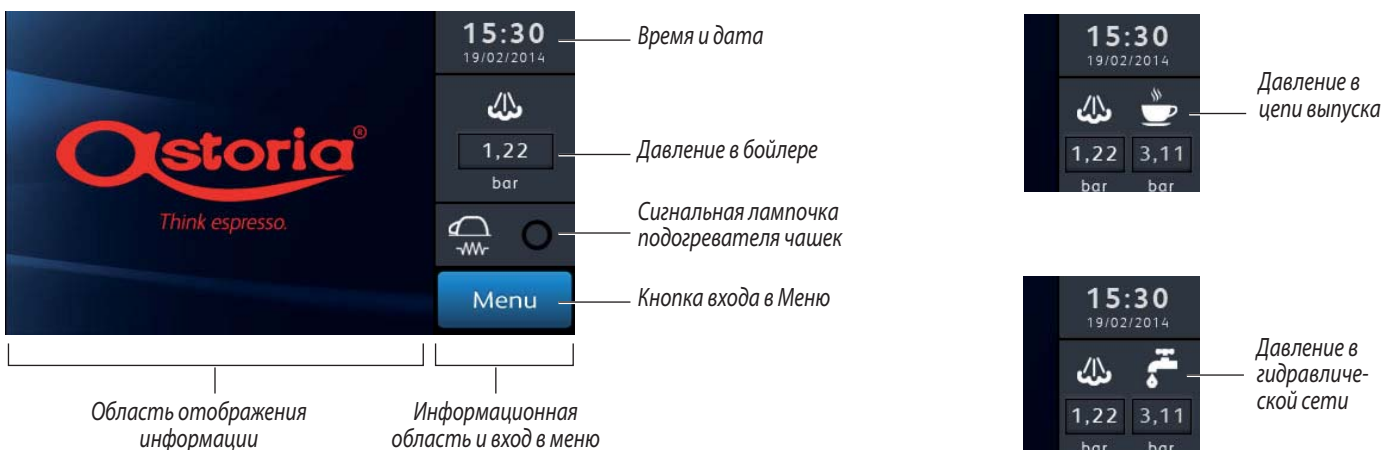 astoria®
Think espresso.
15:30
19/02/2014
1,22
bar
Menu
Время и дата
Давление в бойлере
Сигнальная лампочка
подогревателя чашек
Кнопка входа в Меню
Область отображения
информации
Информационная
область и вход в меню
15:30
19/02/2014
1,22 3,11
bar bar
Давление в
цепи выпуска
15:30
19/02/2014
1,22 3,11
bar bar
Давление в
гидравличе-
ской сети